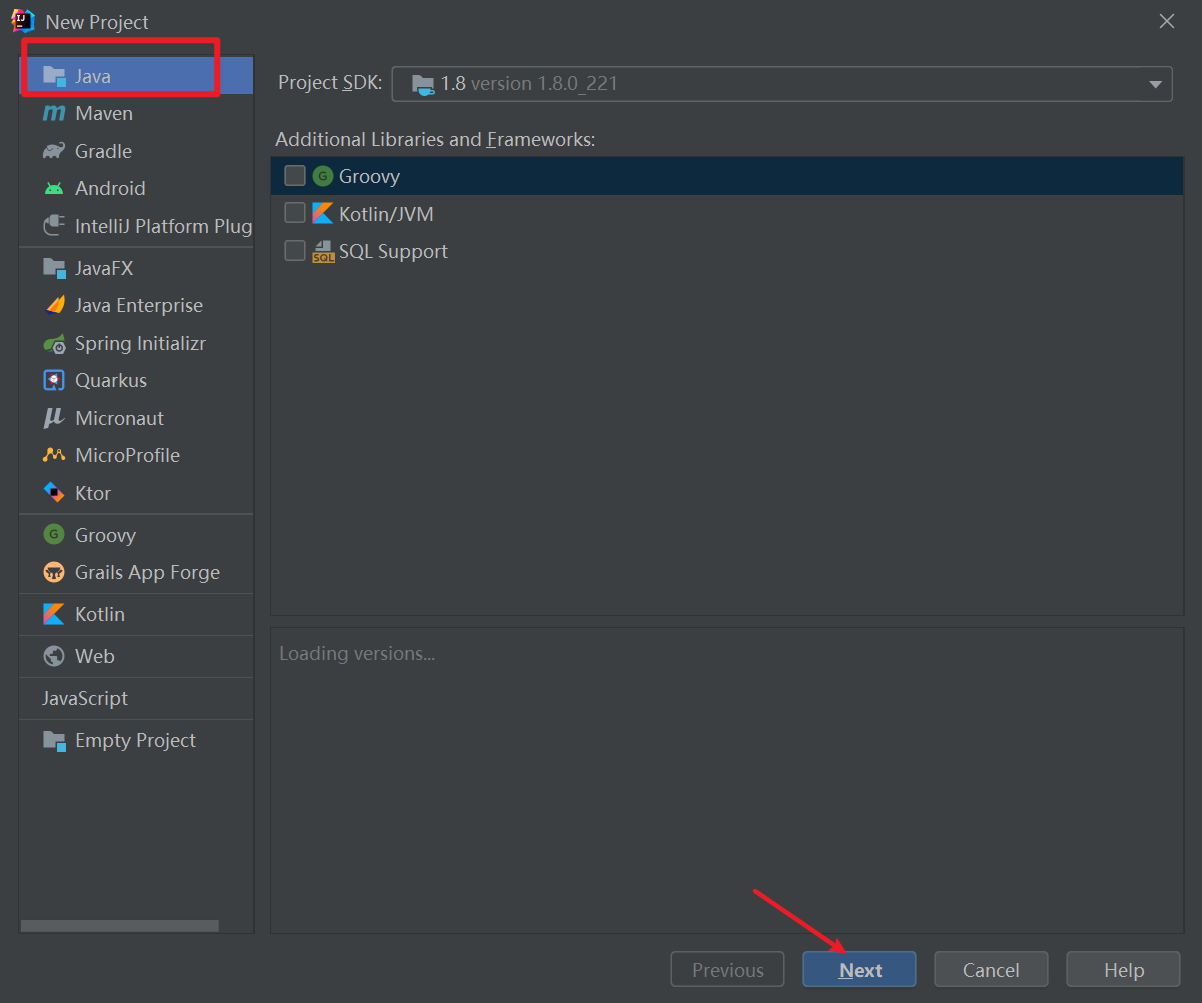 New Project
Java
Maven
Gradle
Android
IntelliJ Platform Plug
JavaFX
Java Enterprise
Spring Initializr
Quarkus
Micronaut
MicroProfile
Ktor
Groovy
Grails App Forge
Kotlin
Web
JavaScript
Empty Project
Project SDK: 1.8 version 1.8.0_221
Additional Libraries and Frameworks:
Groovy
Kotlin/JVM
SQL Support
Loading versions...
Previous Next Cancel Help